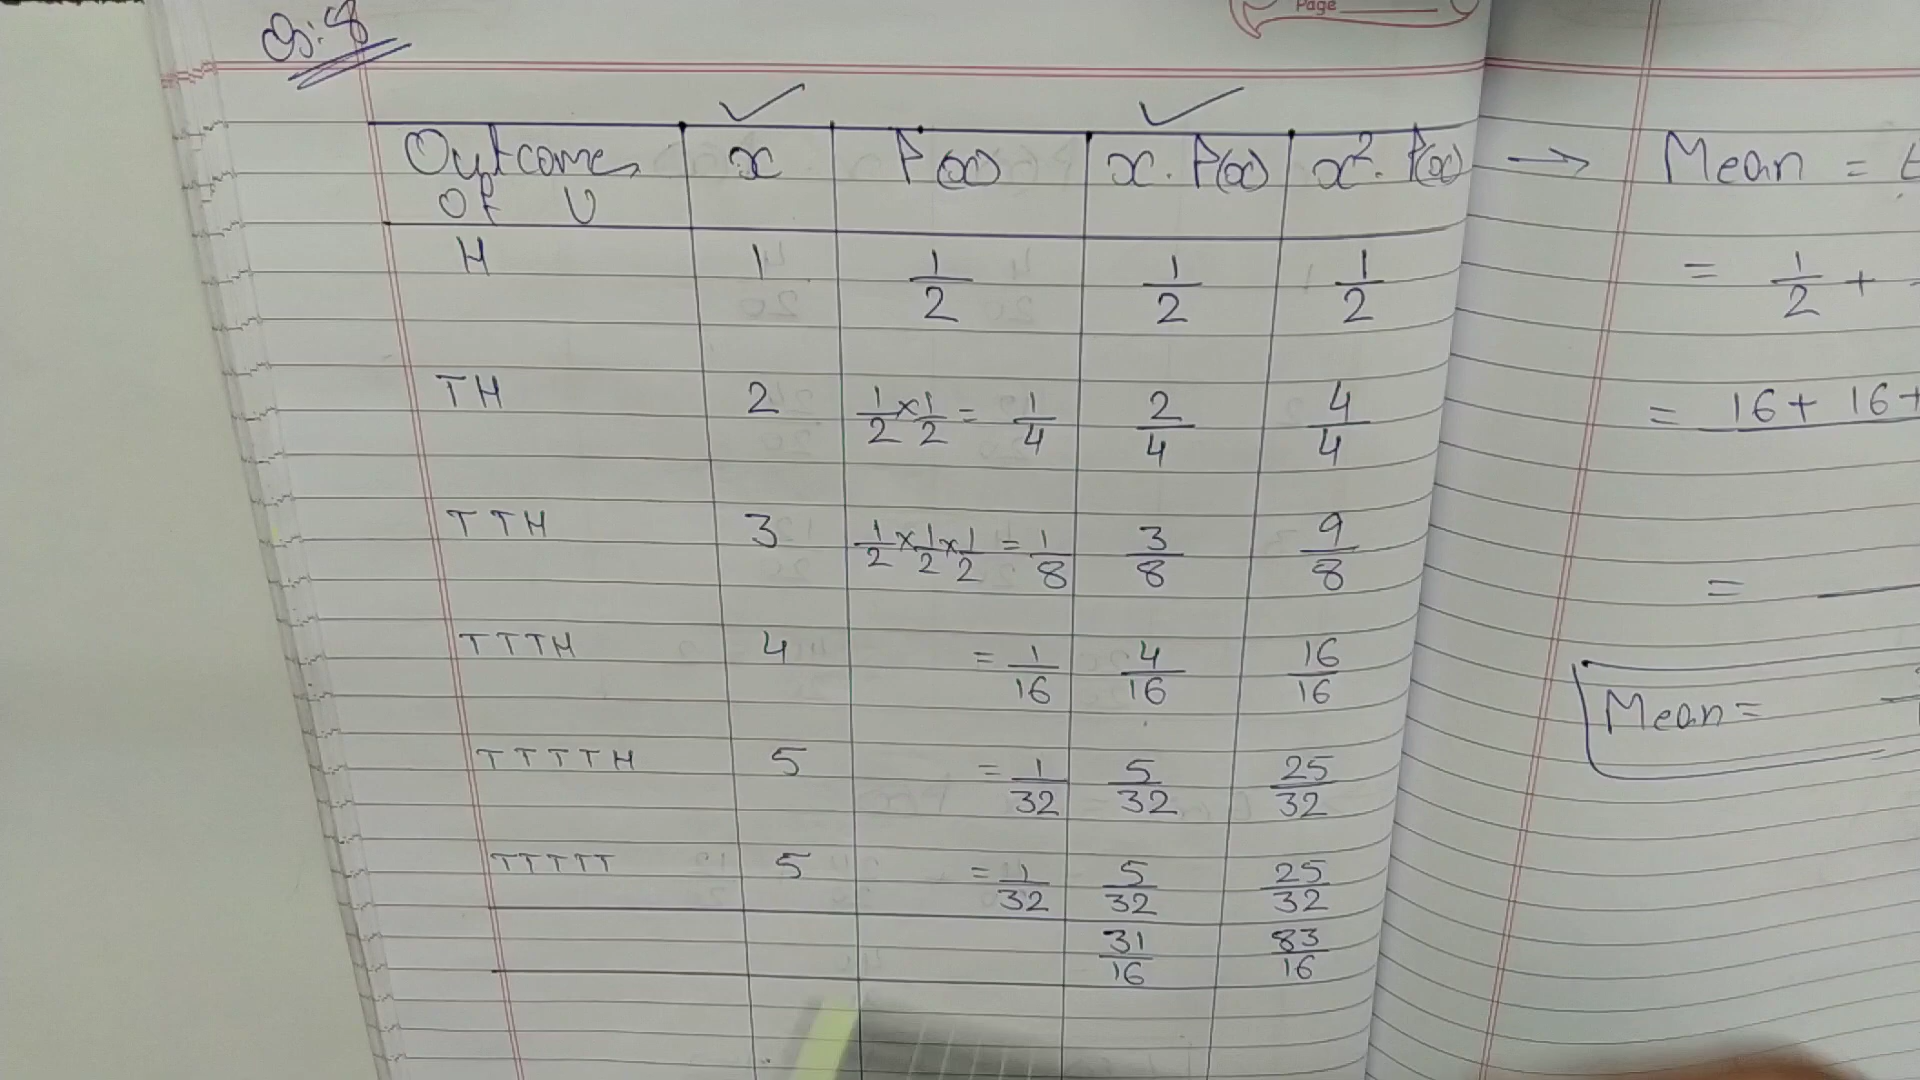 Page
Q:8
Outcomes of U | x | P(x) | x . P(x) | x² . P(x) → Mean =
H | 1 | 1/2 | 1/2 | 1/2
= 1/2 +
TH | 2 | 1/2 × 1/2 = 1/4 | 2/4 | 4/4
= 16 + 16 +
TTH | 3 | 1/2 × 1/2 × 1/2 = 1/8 | 3/8 | 9/8
=
TTTH | 4 | = 1/16 | 4/16 | 16/16
Mean =
TTTTH | 5 | = 1/32 | 5/32 | 25/32
TTTTT | 5 | = 1/32 | 5/32 | 25/32
31/16 | 83/16